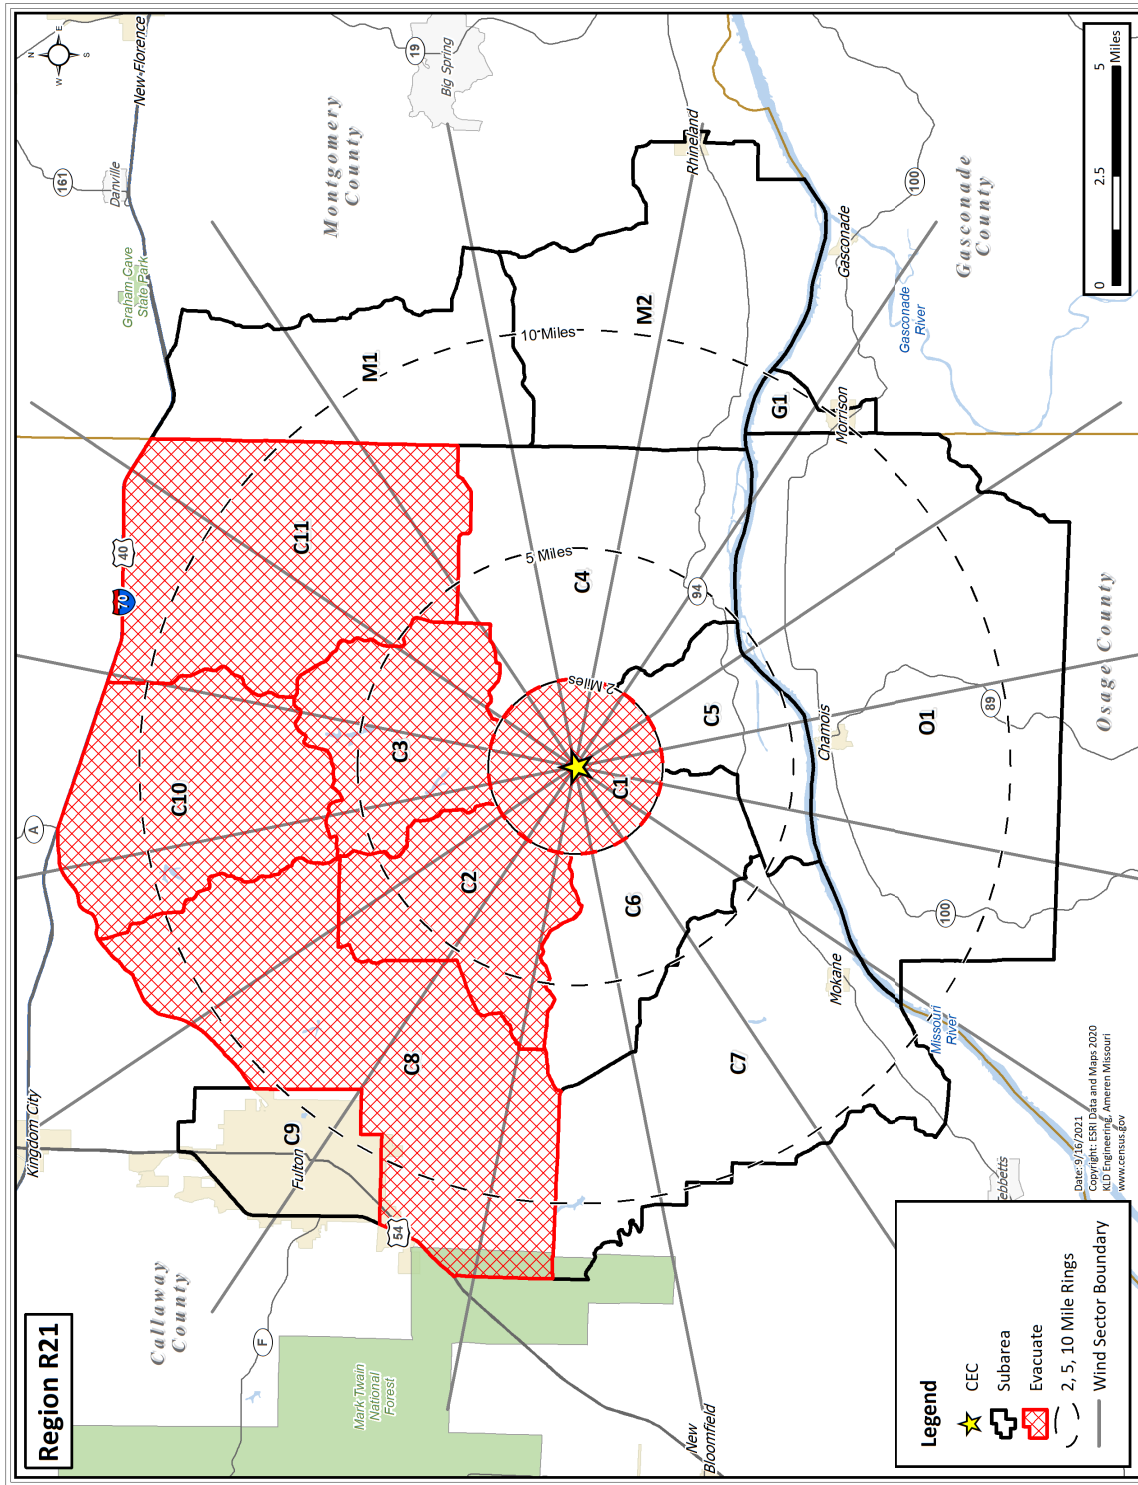 Region R21
N
E
S
W
New Florence
Kingdom City
A
161
Danville
Graham Cave
State Park
Montgomery
County
19
Big Spring
Callaway
County
F
Fulton
54
40
70
C9
C10
C11
C8
C3
C2
C1
C4
C5
C6
C7
M1
M2
G1
O1
2 Miles
5 Miles
10 Miles
Mark Twain
National
Forest
New
Bloomfield
Rhineland
94
Chamois
Mokane
Missouri
River
Tebbetts
Morrison
Gasconade
Gasconade
River
100
Gasconade
County
89
100
Osage County
Legend
CEC
Subarea
Evacuate
2, 5, 10 Mile Rings
Wind Sector Boundary
Date: 9/16/2021
Copyright: ESRI Data and Maps 2020
KLD Engineering, Ameren Missouri
www.census.gov
0
2.5
5
Miles